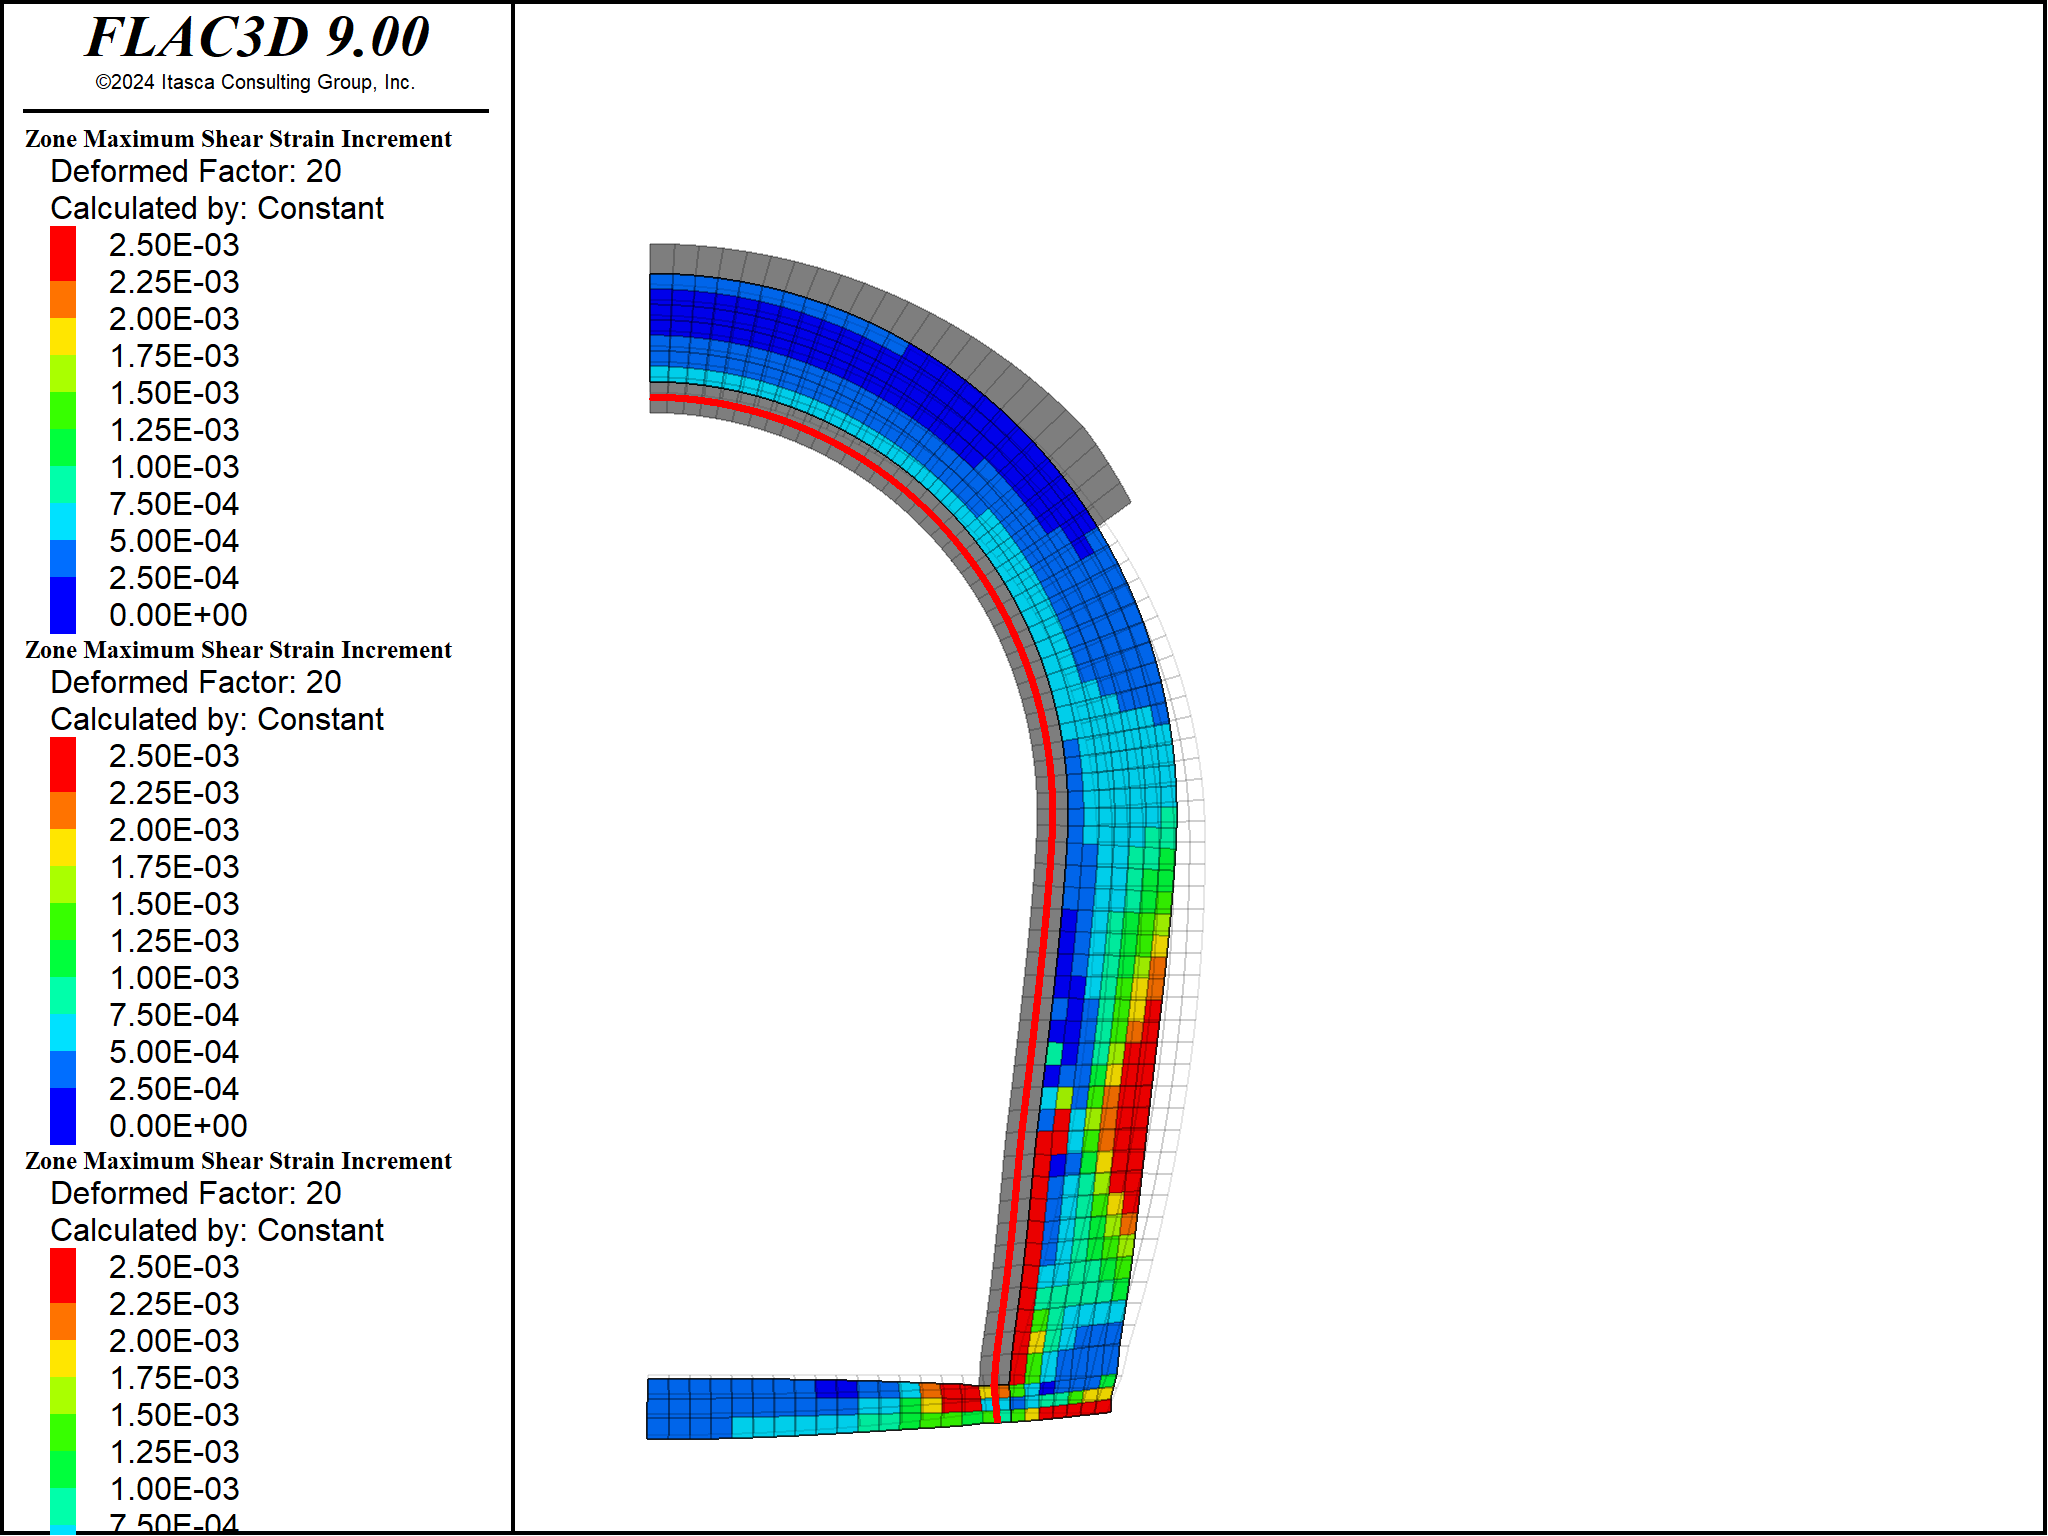 FLAC3D 9.00
©2024 Itasca Consulting Group, Inc.
Zone Maximum Shear Strain Increment
Deformed Factor: 20
Calculated by: Constant
2.50E-03
2.25E-03
2.00E-03
1.75E-03
1.50E-03
1.25E-03
1.00E-03
7.50E-04
5.00E-04
2.50E-04
0.00E+00
Zone Maximum Shear Strain Increment
Deformed Factor: 20
Calculated by: Constant
2.50E-03
2.25E-03
2.00E-03
1.75E-03
1.50E-03
1.25E-03
1.00E-03
7.50E-04
5.00E-04
2.50E-04
0.00E+00
Zone Maximum Shear Strain Increment
Deformed Factor: 20
Calculated by: Constant
2.50E-03
2.25E-03
2.00E-03
1.75E-03
1.50E-03
1.25E-03
1.00E-03
7.50E-04